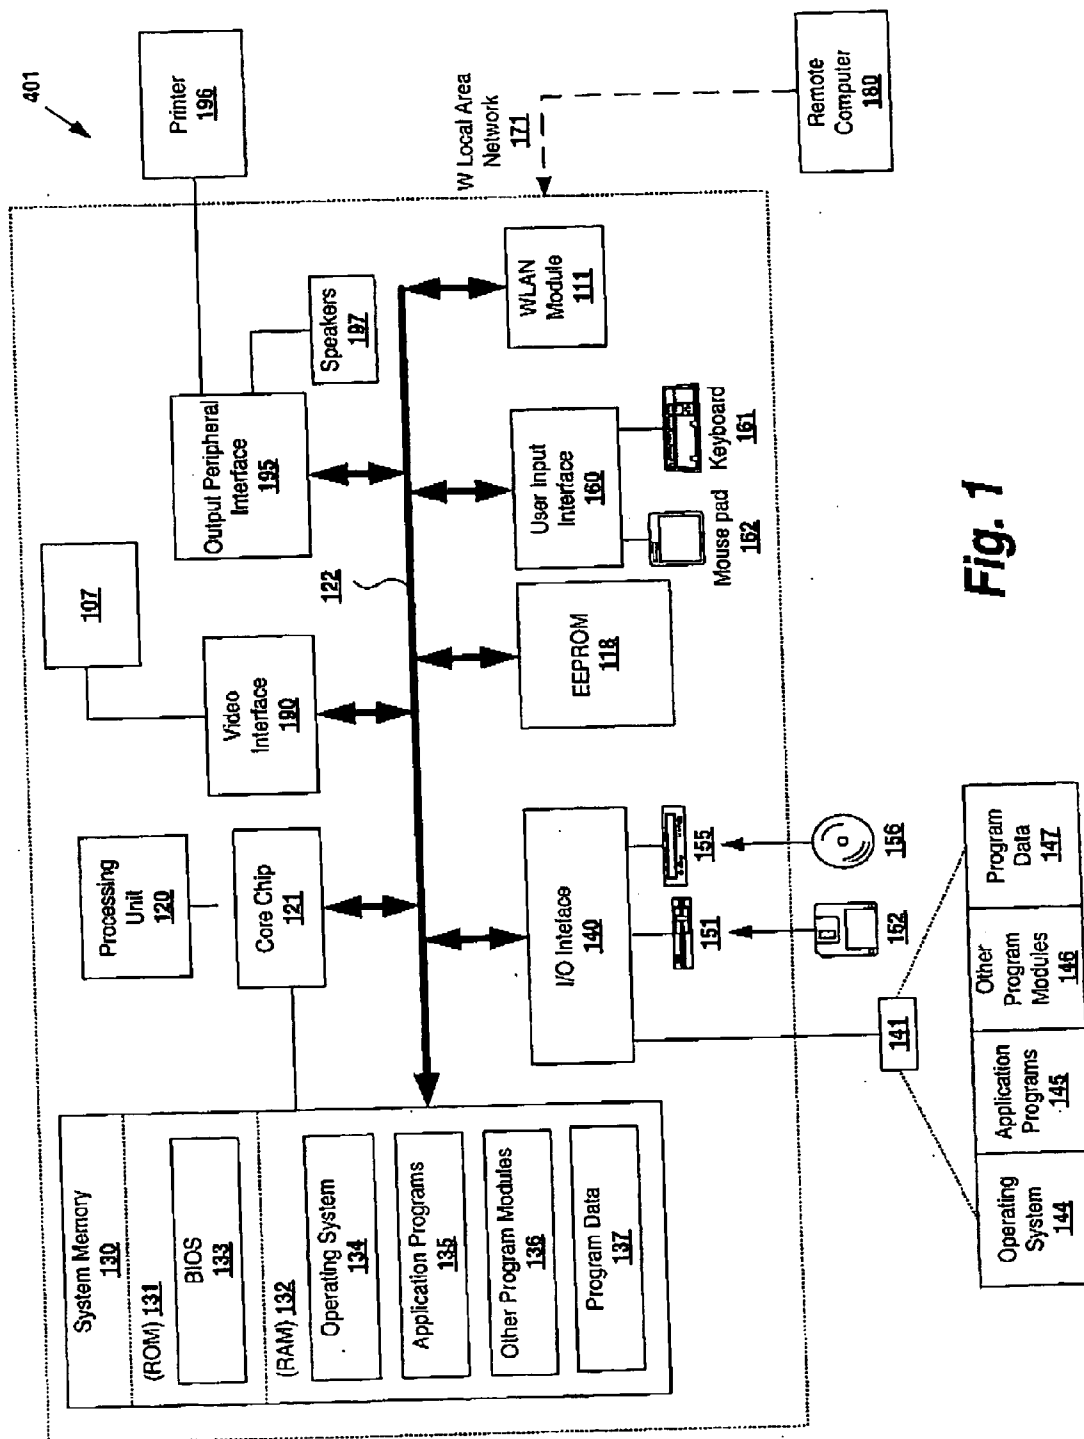 401
System Memory
130
(ROM) 131
BIOS
133
(RAM) 132
Operating System
134
Application Programs
135
Other Program Modules
136
Program Data
137
Processing
Unit
120
Core Chip
121
Video
Interface
190
107
Output Peripheral
Interface
195
Printer
196
Speakers
197
122
I/O Inteface
140
EEPROM
118
User Input
Interface
160
WLAN
Module
111
W Local Area
Network
171
151
155
Mouse pad
162
Keyboard
161
152
156
Remote
Computer
180
141
Operating
System
144
Application
Programs
145
Other
Program
Modules
146
Program
Data
147
Fig. 1